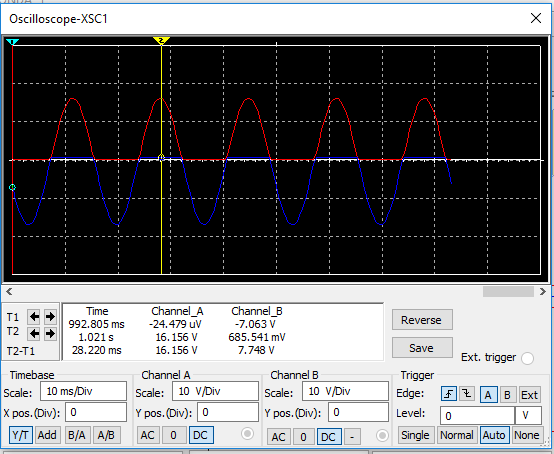 Oscilloscope-XSC1
1 2
T1
T2
T2-T1
Time Channel_A Channel_B
992.805 ms -24.479 uV -7.063 V
1.021 s 16.156 V 685.541 mV
28.220 ms 16.156 V 7.748 V
Reverse
Save
Ext. trigger
Timebase
Scale: 10 ms/Div
X pos.(Div): 0
Y/T Add B/A A/B
Channel A
Scale: 10 V/Div
Y pos.(Div): 0
AC 0 DC
Channel B
Scale: 10 V/Div
Y pos.(Div): 0
AC 0 DC -
Trigger
Edge: A B Ext
Level: 0 V
Single Normal Auto None